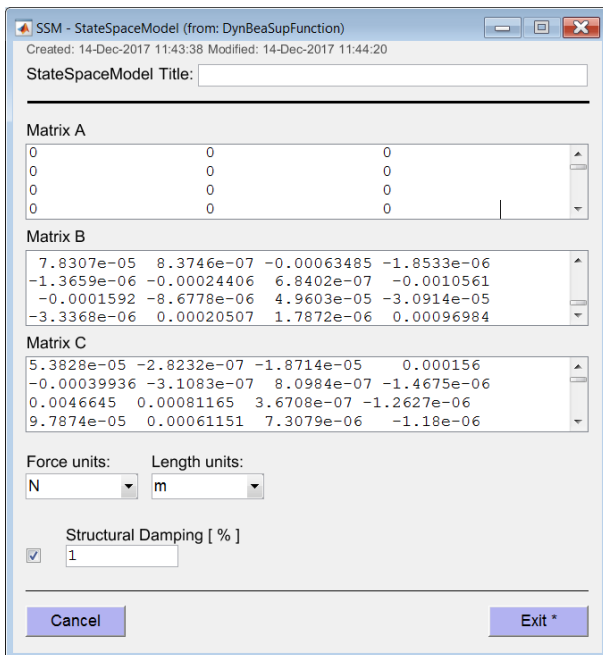 SSM - StateSpaceModel (from: DynBeaSupFunction)
Created: 14-Dec-2017 11:43:38 Modified: 14-Dec-2017 11:44:20
StateSpaceModel Title:
Matrix A
0 0 0
0 0 0
0 0 0
0 0 0
Matrix B
7.8307e-05 8.3746e-07 -0.00063485 -1.8533e-06
-1.3659e-06 -0.00024406 6.8402e-07 -0.0010561
-0.0001592 -8.6778e-06 4.9603e-05 -3.0914e-05
-3.3368e-06 0.00020507 1.7872e-06 0.00096984
Matrix C
5.3828e-05 -2.8232e-07 -1.8714e-05 0.000156
-0.00039936 -3.1083e-07 8.0984e-07 -1.4675e-06
0.0046645 0.00081165 3.6708e-07 -1.2627e-06
9.7874e-05 0.00061151 7.3079e-06 -1.18e-06
Force units: Length units:
N m
Structural Damping [ % ]
1
Cancel Exit *